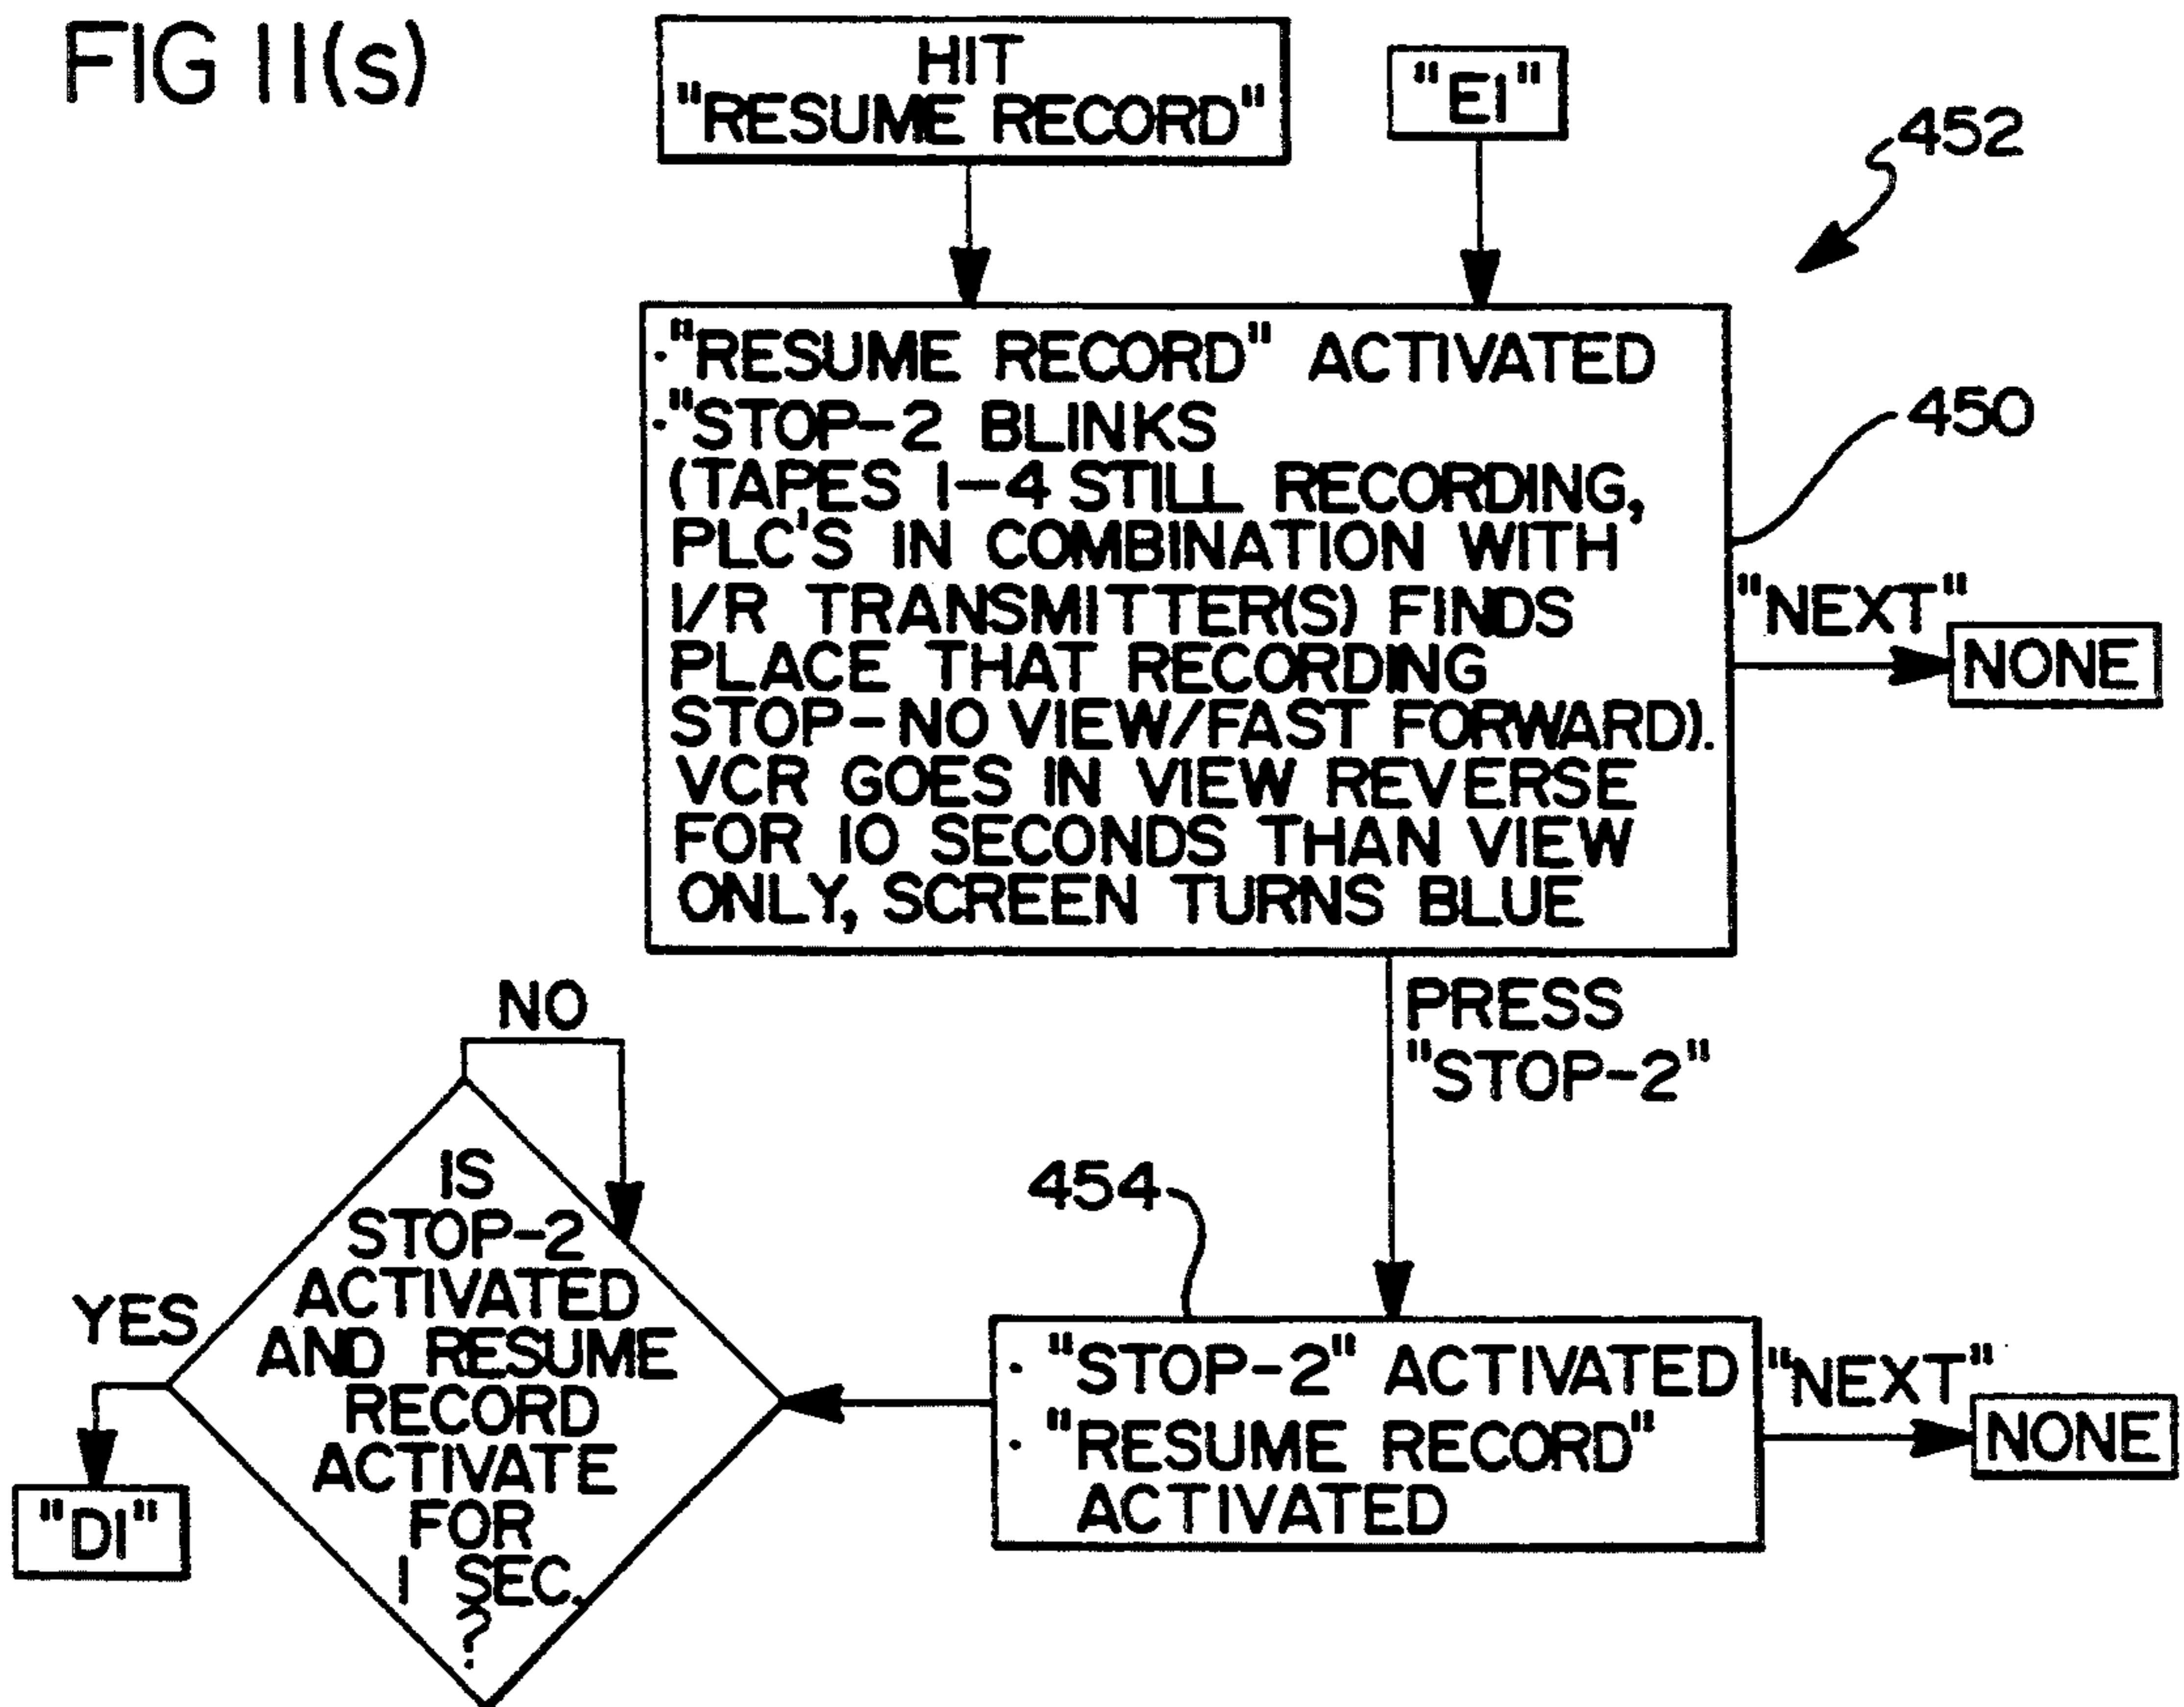 FIG 11(s)
HIT
"RESUME RECORD"
"E1"
452
·"RESUME RECORD" ACTIVATED
·"STOP-2 BLINKS
(TAPES 1-4 STILL RECORDING,
PLC'S IN COMBINATION WITH
I/R TRANSMITTER(S) FINDS
PLACE THAT RECORDING
STOP-NO VIEW/FAST FORWARD).
VCR GOES IN VIEW REVERSE
FOR 10 SECONDS THAN VIEW
ONLY, SCREEN TURNS BLUE
450
"NEXT"
NONE
PRESS
"STOP-2"
454
· "STOP-2" ACTIVATED
· "RESUME RECORD"
ACTIVATED
"NEXT"
NONE
NO
IS
STOP-2
ACTIVATED
AND RESUME
RECORD
ACTIVATE
FOR
1 SEC.
?
YES
"D1"